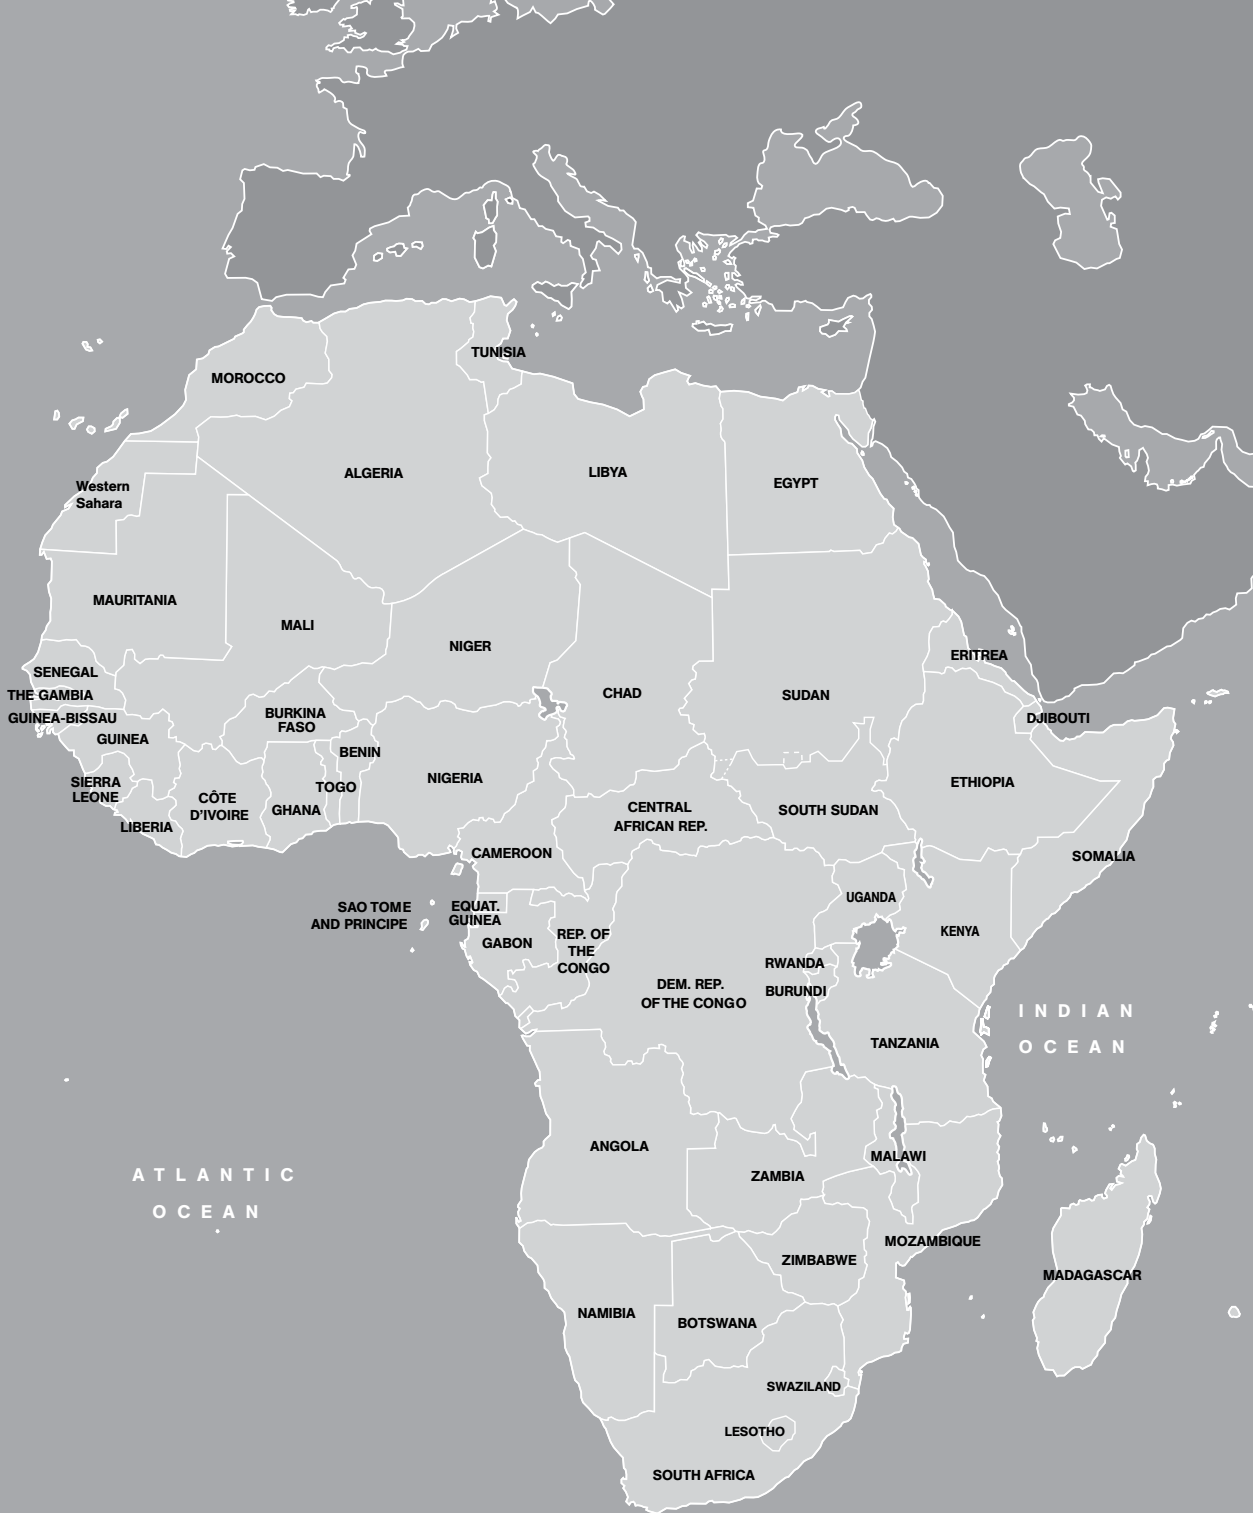 TUNISIA
MOROCCO
ALGERIA
LIBYA
EGYPT
Western
Sahara
MAURITANIA
MALI
NIGER
CHAD
SUDAN
ERITREA
SENEGAL
THE GAMBIA
GUINEA-BISSAU
GUINEA
BURKINA
FASO
DJIBOUTI
BENIN
NIGERIA
ETHIOPIA
SIERRA
LEONE
TOGO
CÔTE
D'IVOIRE
GHANA
LIBERIA
CENTRAL
AFRICAN REP.
SOUTH SUDAN
CAMEROON
SOMALIA
UGANDA
SAO TOME
AND PRINCIPE
EQUAT.
GUINEA
GABON
REP. OF
THE
CONGO
KENYA
RWANDA
BURUNDI
DEM. REP.
OF THE CONGO
INDIAN
OCEAN
TANZANIA
ANGOLA
MALAWI
ZAMBIA
ATLANTIC
OCEAN
MOZAMBIQUE
ZIMBABWE
MADAGASCAR
NAMIBIA
BOTSWANA
SWAZILAND
LESOTHO
SOUTH AFRICA